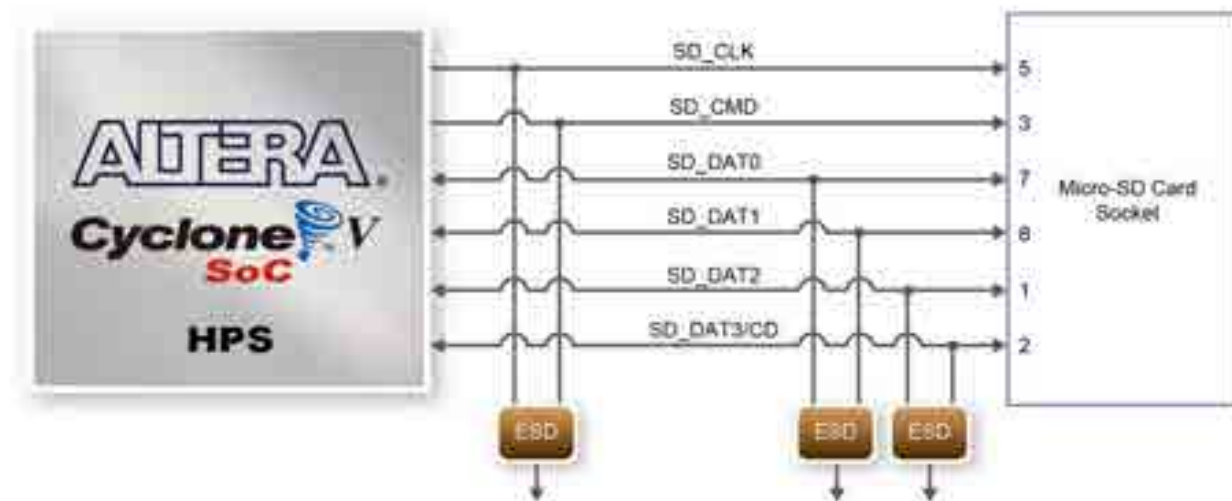 SD_CLK
5
SD_CMD
3
ALTERA.
SD_DAT0
7
Micro-SD Card
Socket
Cyclone V
SoC
SD_DAT1
8
SD_DAT2
1
HPS
SD_DAT3/CD
2
ESD
ESD
ESD